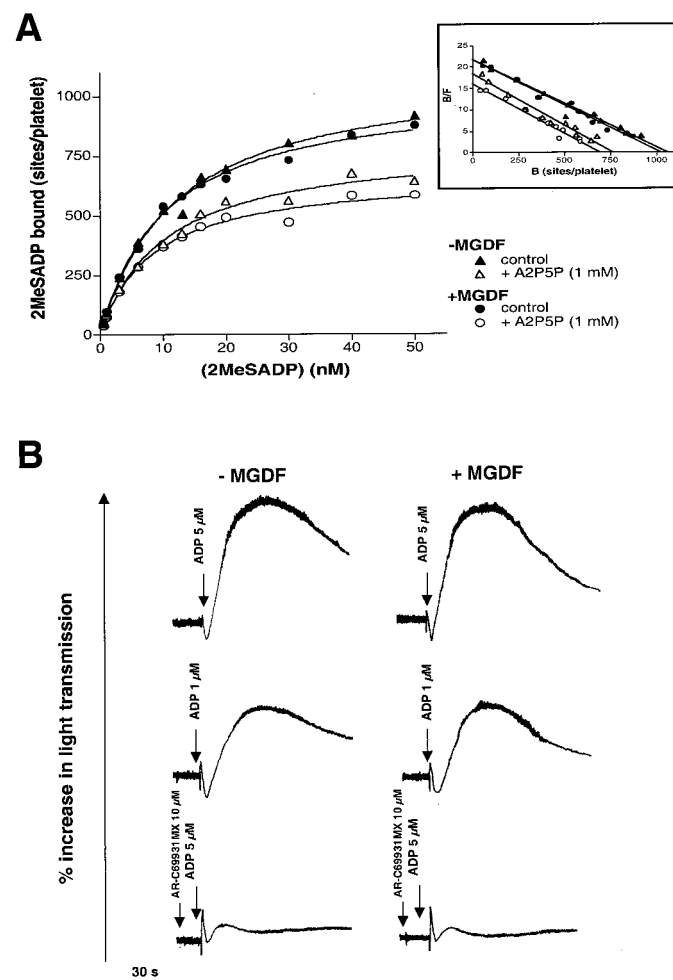 A
2MeSADP bound (sites/platelet)
1000
750
500
250
0
0
10
20
30
40
50
(2MeSADP) (nM)
B/F
25
20
15
10
5
0
0
250
500
750
1000
B (sites/platelet)
-MGDF
control
+ A2P5P (1 mM)
+MGDF
control
+ A2P5P (1 mM)
B
- MGDF
+ MGDF
% increase in light transmission
ADP 5 µM
ADP 5 µM
ADP 1 µM
ADP 1 µM
AR-C69931MX 10 µM
ADP 5 µM
AR-C69931MX 10 µM
ADP 5 µM
30 s